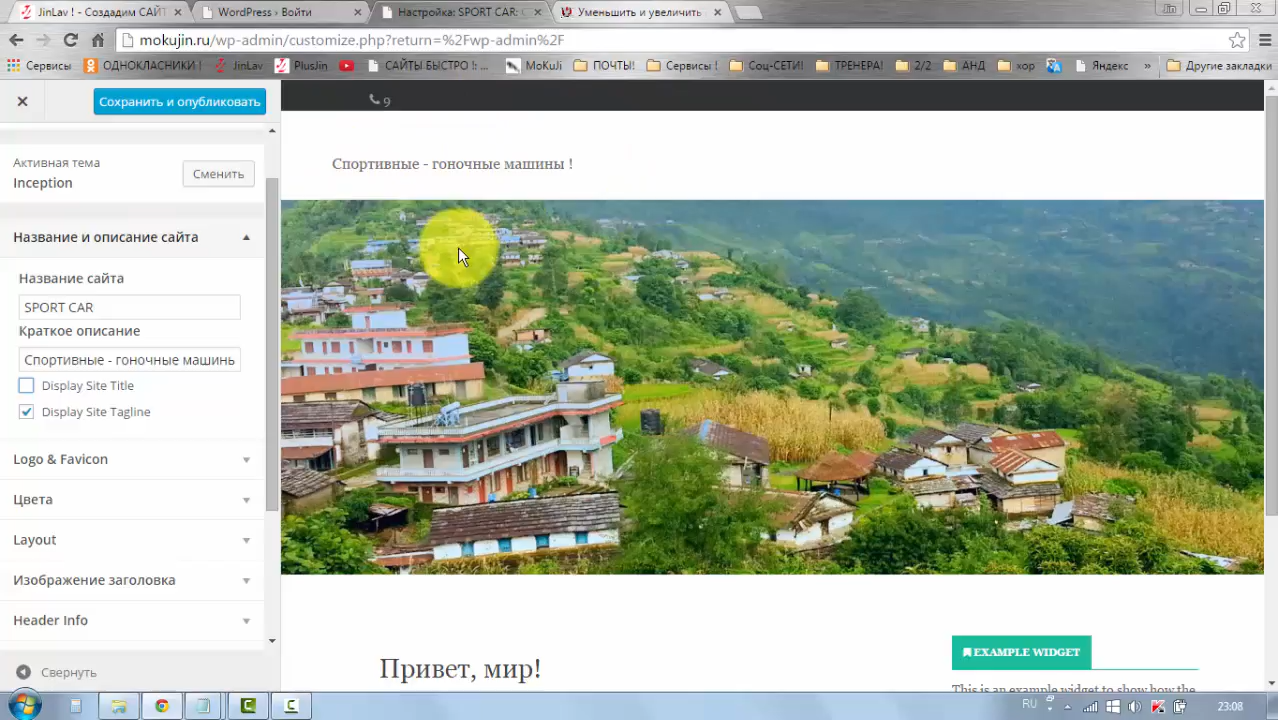 JinLav ! - Создадим САЙТ
WordPress › Войти
Настройка: SPORT CAR:
Уменьшить и увеличить
mokujin.ru/wp-admin/customize.php?return=%2Fwp-admin%2F
Сервисы
ОДНОКЛАСНИКИ !
JinLav
PlusJin
САЙТЫ БЫСТРО !: ...
MoKuJi
ПОЧТЫ!
Сервисы !
Соц-СЕТИ!
ТРЕНЕРА!
2/2
АНД
хор
Яндекс
»
Другие закладки
Сохранить и опубликовать
9
Активная тема
Inception
Сменить
Спортивные - гоночные машины !
Название и описание сайта
Название сайта
SPORT CAR
Краткое описание
Спортивные - гоночные машинь
Display Site Title
Display Site Tagline
Logo & Favicon
Цвета
Layout
Изображение заголовка
Header Info
Свернуть
Привет, мир!
EXAMPLE WIDGET
This is an example widget to show how the
RU
23:08